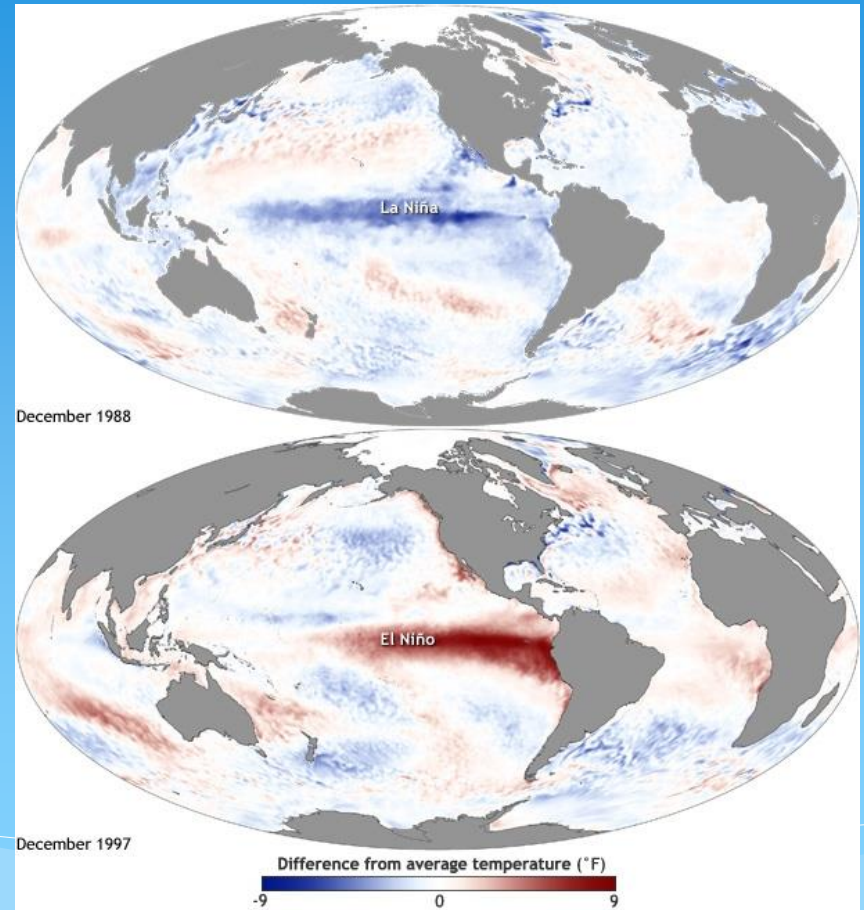 La Niña
December 1988
El Niño
December 1997
Difference from average temperature (°F)
-9 0 9